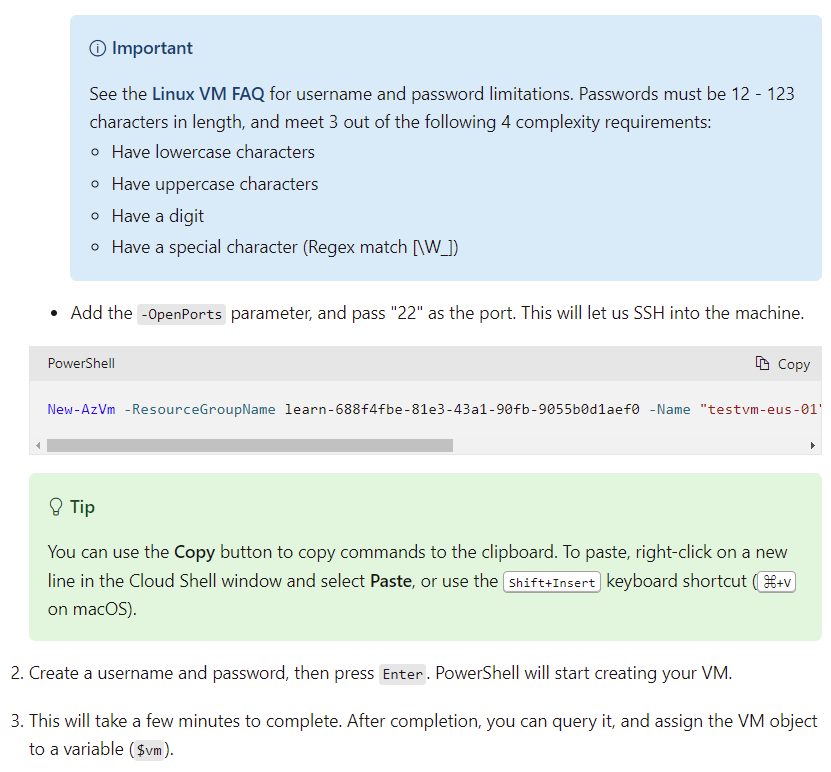 Important
See the Linux VM FAQ for username and password limitations. Passwords must be 12 - 123
characters in length, and meet 3 out of the following 4 complexity requirements:
Have lowercase characters
Have uppercase characters
Have a digit
Have a special character (Regex match [\W_])
• Add the -OpenPorts parameter, and pass "22" as the port. This will let us SSH into the machine.
PowerShell
Copy
New-AzVm -ResourceGroupName learn-688f4fbe-81e3-43a1-90fb-9055b0d1aef0 -Name "testvm-eus-01"
Tip
You can use the Copy button to copy commands to the clipboard. To paste, right-click on a new
line in the Cloud Shell window and select Paste, or use the Shift+Insert keyboard shortcut (⌘+V
on macOS).
2. Create a username and password, then press Enter. PowerShell will start creating your VM.
3. This will take a few minutes to complete. After completion, you can query it, and assign the VM object
to a variable ($vm).